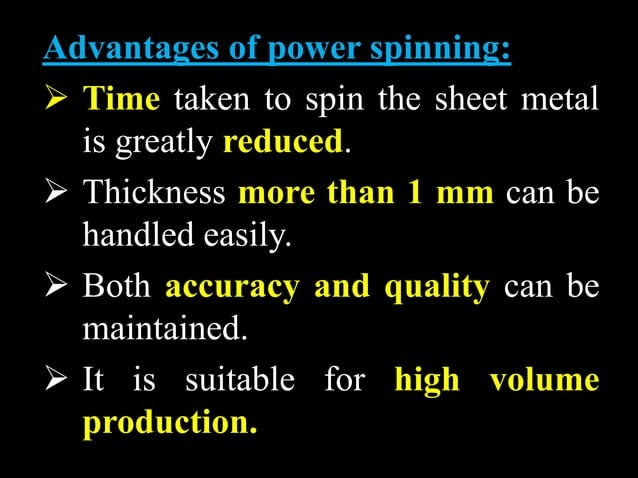 Advantages of power spinning:
➢ Time taken to spin the sheet metal
is greatly reduced.
➢ Thickness more than 1 mm can be
handled easily.
➢ Both accuracy and quality can be
maintained.
➢ It is suitable for high volume
production.